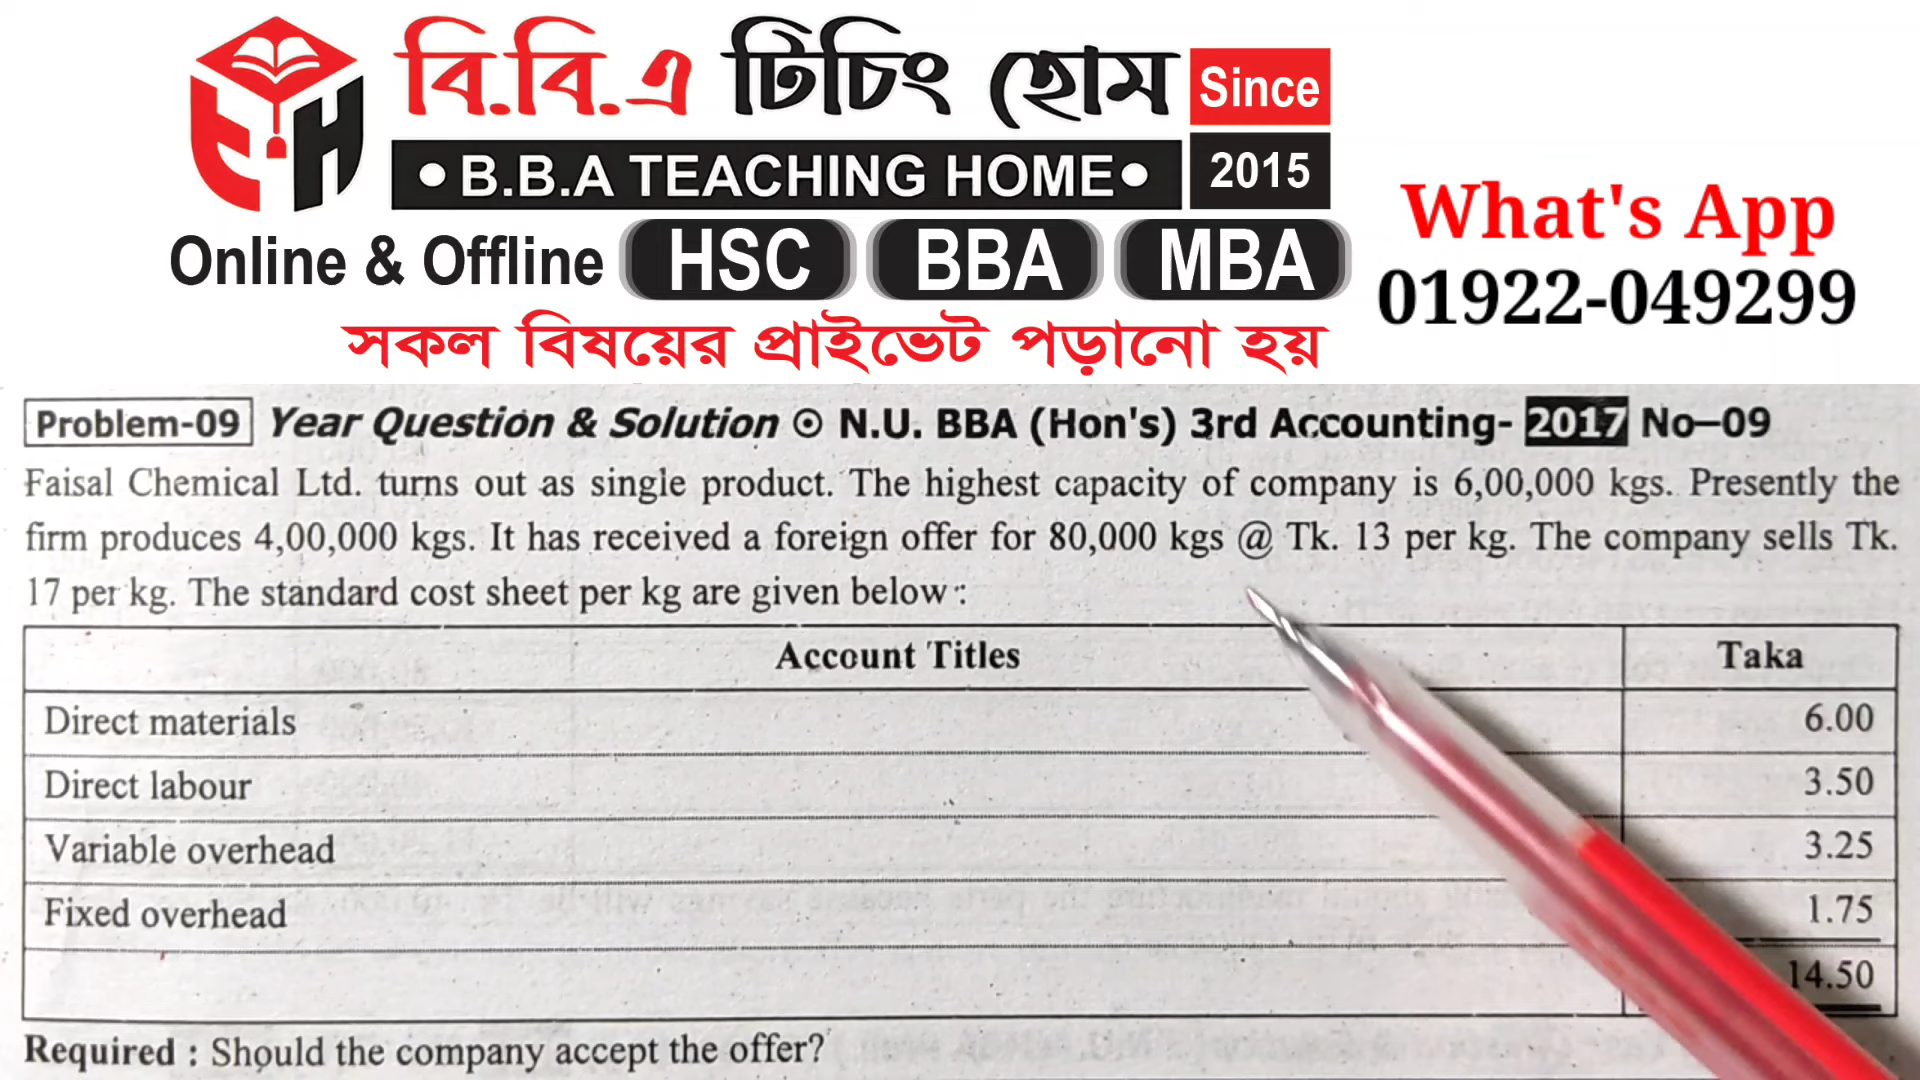 বি.বি.এ টিচিং হোম Since
• B.B.A TEACHING HOME • 2015
Online & Offline HSC BBA MBA
সকল বিষয়ের প্রাইভেট পড়ানো হয়
What's App
01922-049299
Problem-09 Year Question & Solution ⊙ N.U. BBA (Hon's) 3rd Accounting- 2017 No–09
Faisal Chemical Ltd. turns out as single product. The highest capacity of company is 6,00,000 kgs. Presently the
firm produces 4,00,000 kgs. It has received a foreign offer for 80,000 kgs @ Tk. 13 per kg. The company sells Tk.
17 per kg. The standard cost sheet per kg are given below :
Account Titles Taka
Direct materials 6.00
Direct labour 3.50
Variable overhead 3.25
Fixed overhead 1.75
14.50
Required : Should the company accept the offer?